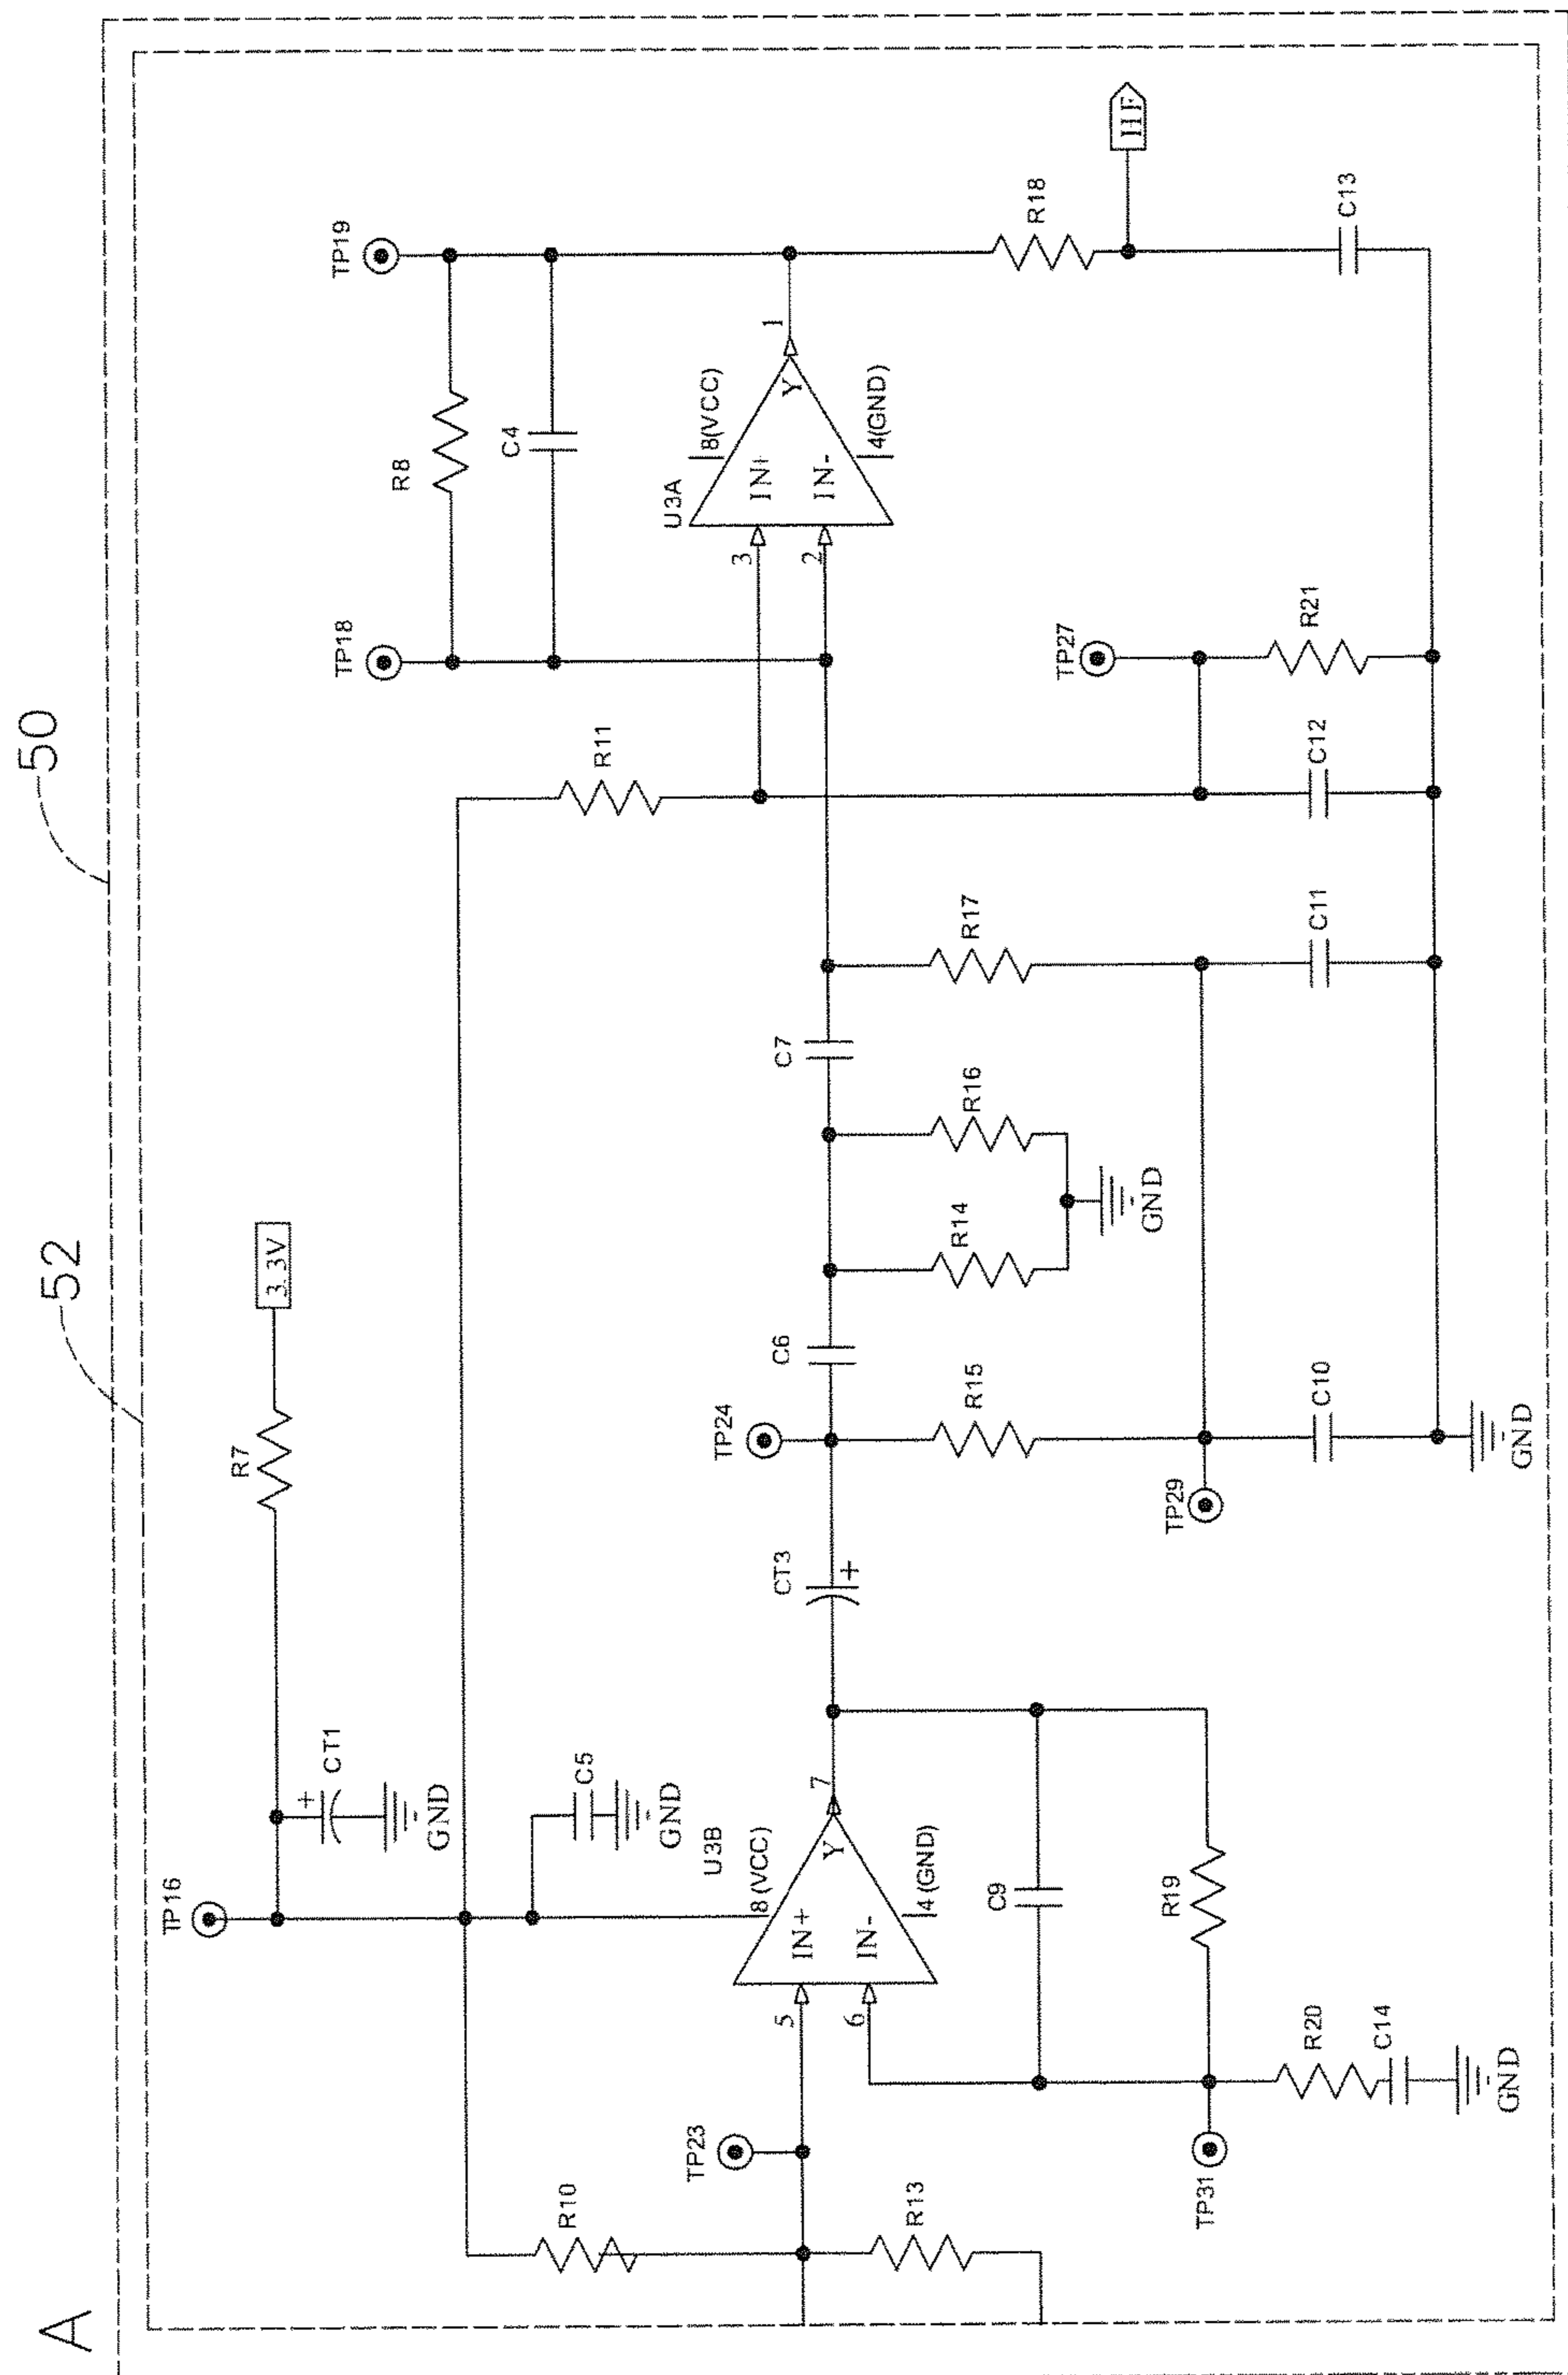 A
50
52
TP16
R7
3.3V
CT1
+
GND
TP19
R8
C4
TP18
R11
U3A
8(VCC)
IN+
3
IN-
2
Y
1
4(GND)
C5
GND
U3B
8 (VCC)
IN+
5
IN-
6
Y
7
4 (GND)
TP23
R10
R13
C9
R19
TP31
R20
C14
GND
CT3
+
TP24
C6
R15
R14
R16
GND
C7
R17
TP29
C10
GND
C11
C12
TP27
R21
R18
HF
C13